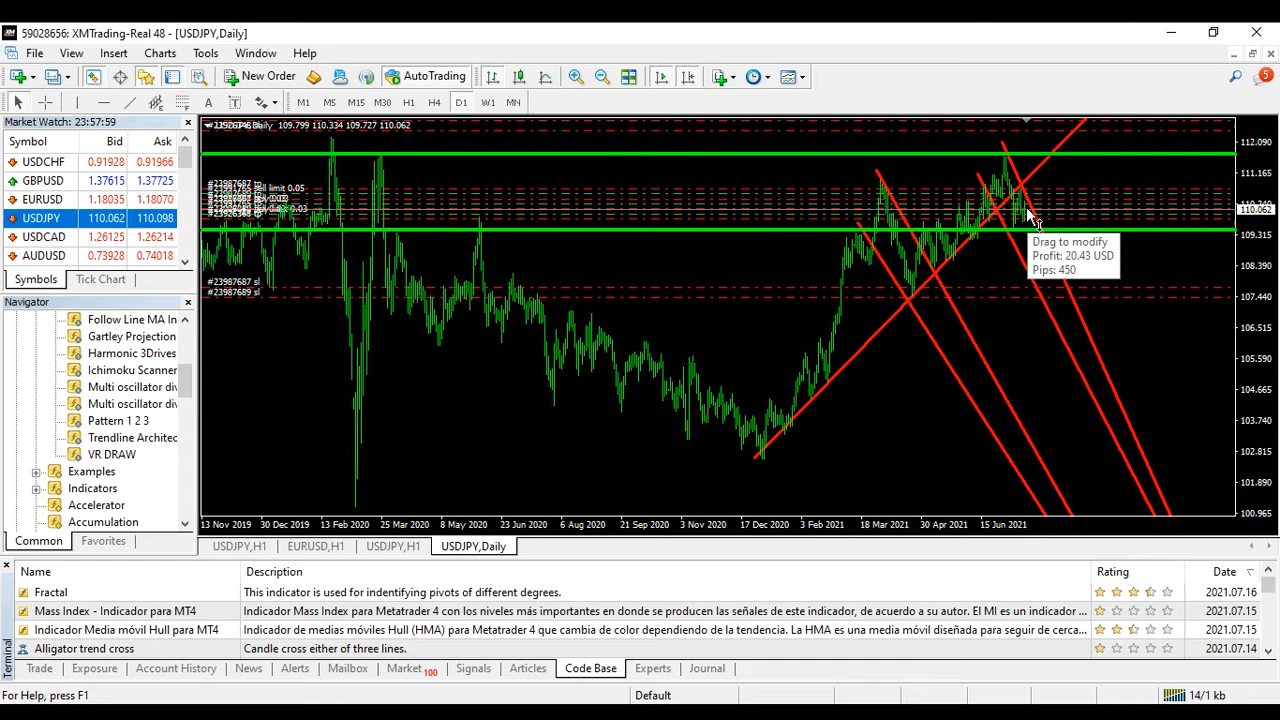 59028656: XMTrading-Real 48 - [USDJPY,Daily]
File View Insert Charts Tools Window Help
New Order AutoTrading 5
M1 M5 M15 M30 H1 H4 D1 W1 MN
Market Watch: 23:57:59
Symbol Bid Ask
USDCHF 0.91928 0.91966
GBPUSD 1.37615 1.37725
EURUSD 1.18035 1.18070
USDJPY 110.062 110.098
USDCAD 1.26125 1.26214
AUDUSD 0.73928 0.74018
Symbols Tick Chart
Navigator
Follow Line MA In
Gartley Projection
Harmonic 3Drives
Ichimoku Scanner
Multi oscillator div
Multi oscillator div
Pattern 1 2 3
Trendline Architec
VR DRAW
Examples
Indicators
Accelerator
Accumulation
Common Favorites
Daily 109.799 110.334 109.727 110.062
#23987687 tp
sell limit 0.05
#23987687 sl
#23987689 sl
Drag to modify
Profit: 20.43 USD
Pips: 450
112.090
111.165
110.062
109.315
108.390
107.440
106.515
105.590
104.665
103.740
102.815
101.890
100.965
13 Nov 2019 30 Dec 2019 13 Feb 2020 25 Mar 2020 8 May 2020 23 Jun 2020 6 Aug 2020 21 Sep 2020 3 Nov 2020 17 Dec 2020 3 Feb 2021 18 Mar 2021 30 Apr 2021 15 Jun 2021
USDJPY,H1 EURUSD,H1 USDJPY,H1 USDJPY,Daily
Name Description Rating Date
Fractal This indicator is used for indentifying pivots of different degrees. 2021.07.16
Mass Index - Indicador para MT4 Indicador Mass Index para Metatrader 4 con los niveles más importantes en donde se producen las señales de este indicador, de acuerdo a su autor. El MI es un indicador ... 2021.07.15
Indicador Media móvil Hull para MT4 Indicador de medias móviles Hull (HMA) para Metatrader 4 que cambia de color dependiendo de la tendencia. La HMA es una media móvil diseñada para seguir de cerca... 2021.07.15
Alligator trend cross Candle cross either of three lines. 2021.07.14
Terminal
Trade Exposure Account History News Alerts Mailbox Market 100 Signals Articles Code Base Experts Journal
For Help, press F1 Default 14/1 kb